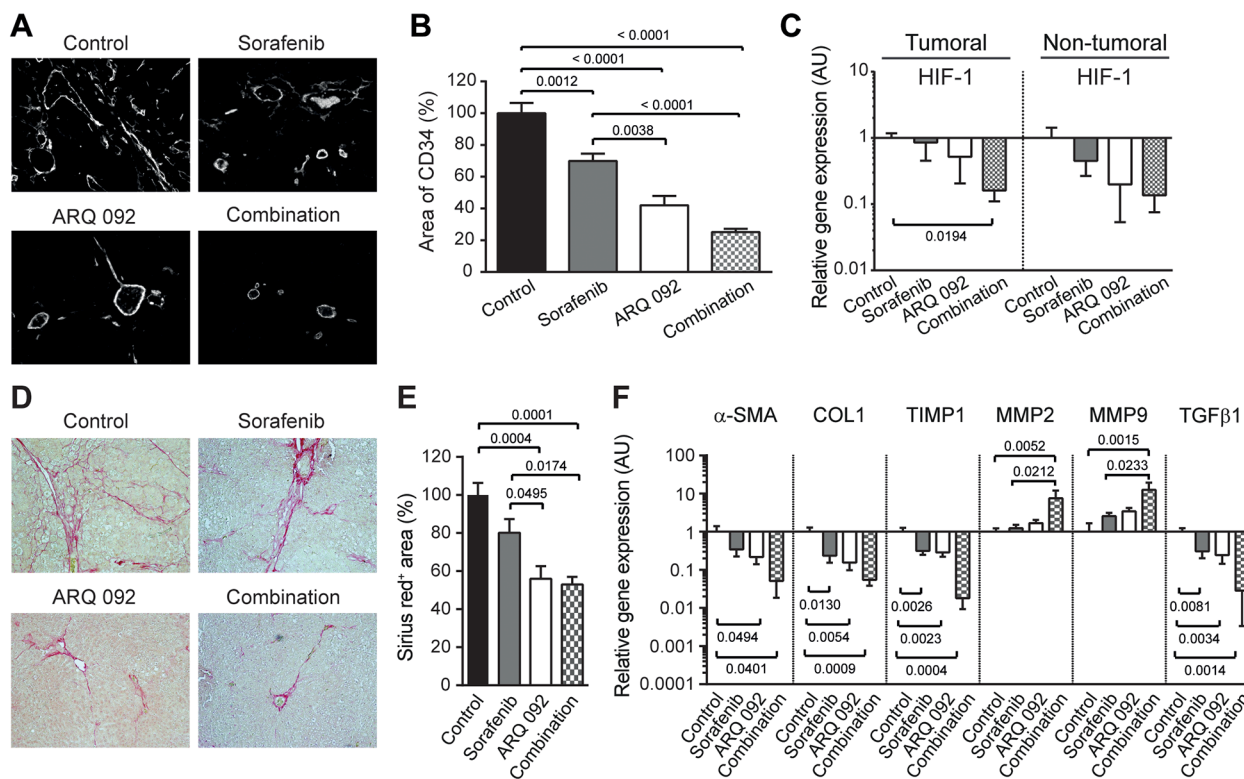 A
Control
Sorafenib
ARQ 092
Combination
B
< 0.0001
< 0.0001
0.0012
< 0.0001
0.0038
Area of CD34 (%)
120
100
80
60
40
20
0
Control
Sorafenib
ARQ 092
Combination
C
Tumoral
Non-tumoral
HIF-1
HIF-1
Relative gene expression (AU)
10
1
0.1
0.01
0.0194
Control
Sorafenib
ARQ 092
Combination
Control
Sorafenib
ARQ 092
Combination
D
Control
Sorafenib
ARQ 092
Combination
E
0.0001
0.0004
0.0174
0.0495
Sirius red+ area (%)
120
100
80
60
40
20
0
Control
Sorafenib
ARQ 092
Combination
F
α-SMA
COL1
TIMP1
MMP2
MMP9
TGFβ1
Relative gene expression (AU)
100
10
1
0.1
0.01
0.001
0.0001
0.0494
0.0401
0.0130
0.0054
0.0009
0.0026
0.0023
0.0004
0.0052
0.0212
0.0015
0.0233
0.0081
0.0034
0.0014
Control
Sorafenib
ARQ 092
Combination
Control
Sorafenib
ARQ 092
Combination
Control
Sorafenib
ARQ 092
Combination
Control
Sorafenib
ARQ 092
Combination
Control
Sorafenib
ARQ 092
Combination
Control
Sorafenib
ARQ 092
Combination